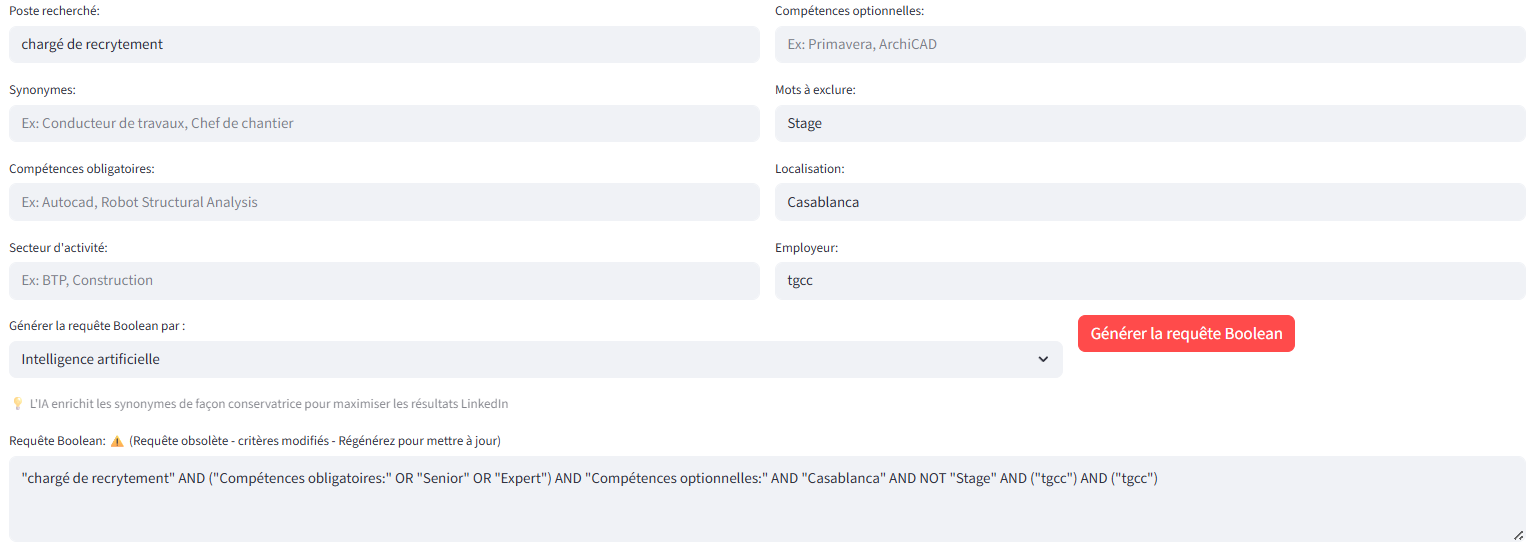 Poste recherché:
chargé de recrytement
Compétences optionnelles:
Ex: Primavera, ArchiCAD
Synonymes:
Ex: Conducteur de travaux, Chef de chantier
Mots à exclure:
Stage
Compétences obligatoires:
Ex: Autocad, Robot Structural Analysis
Localisation:
Casablanca
Secteur d'activité:
Ex: BTP, Construction
Employeur:
tgcc
Générer la requête Boolean par :
Intelligence artificielle
Générer la requête Boolean
💡 L'IA enrichit les synonymes de façon conservatrice pour maximiser les résultats LinkedIn
Requête Boolean: ⚠️ (Requête obsolète - critères modifiés - Régénérez pour mettre à jour)
"chargé de recrytement" AND ("Compétences obligatoires:" OR "Senior" OR "Expert") AND "Compétences optionnelles:" AND "Casablanca" AND NOT "Stage" AND ("tgcc") AND ("tgcc")